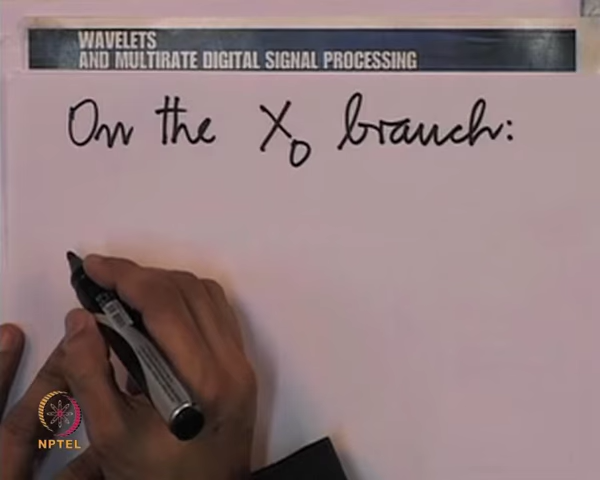 WAVELETS
AND MULTIRATE DIGITAL SIGNAL PROCESSING
On the X₀ branch:
NPTEL